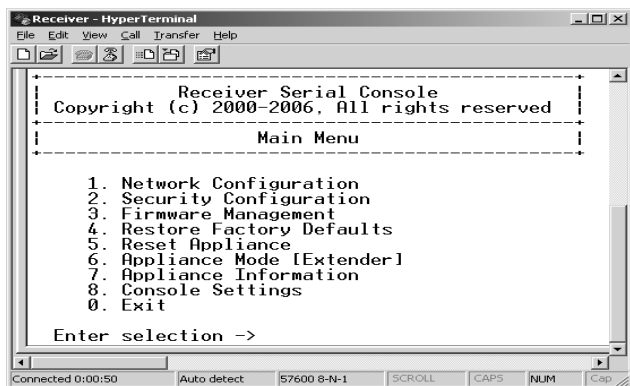 Receiver - HyperTerminal
File Edit View Call Transfer Help
Receiver Serial Console
Copyright (c) 2000-2006, All rights reserved
Main Menu
1. Network Configuration
2. Security Configuration
3. Firmware Management
4. Restore Factory Defaults
5. Reset Appliance
6. Appliance Mode [Extender]
7. Appliance Information
8. Console Settings
0. Exit
Enter selection ->
Connected 0:00:50 Auto detect 57600 8-N-1 SCROLL CAPS NUM Cap